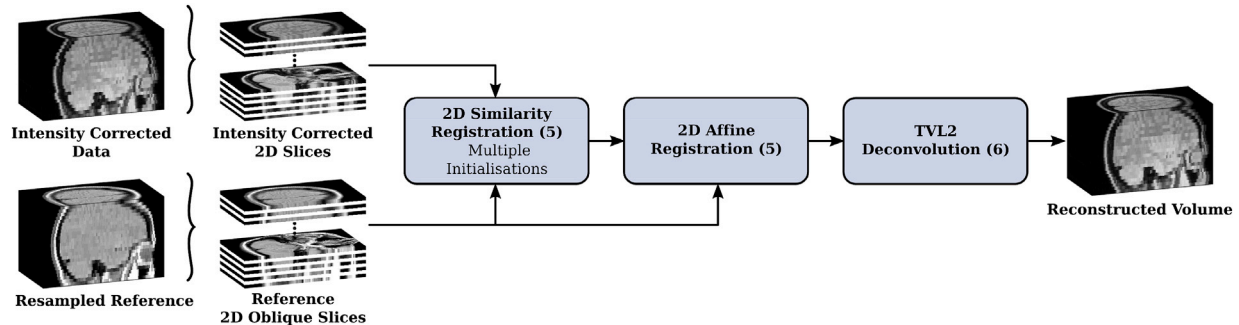 Intensity Corrected
Data
Intensity Corrected
2D Slices
2D Similarity
Registration (5)
Multiple
Initialisations
2D Affine
Registration (5)
TVL2
Deconvolution (6)
Reconstructed Volume
Resampled Reference
Reference
2D Oblique Slices